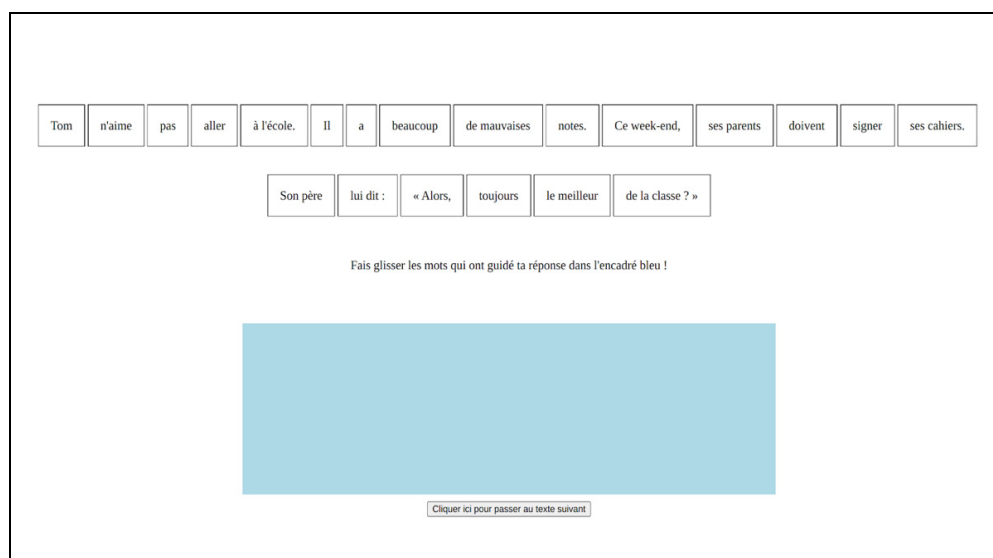 Tom n'aime pas aller à l'école. Il a beaucoup de mauvaises notes. Ce week-end, ses parents doivent signer ses cahiers.
Son père lui dit : « Alors, toujours le meilleur de la classe ? »
Fais glisser les mots qui ont guidé ta réponse dans l'encadré bleu !
Cliquer ici pour passer au texte suivant